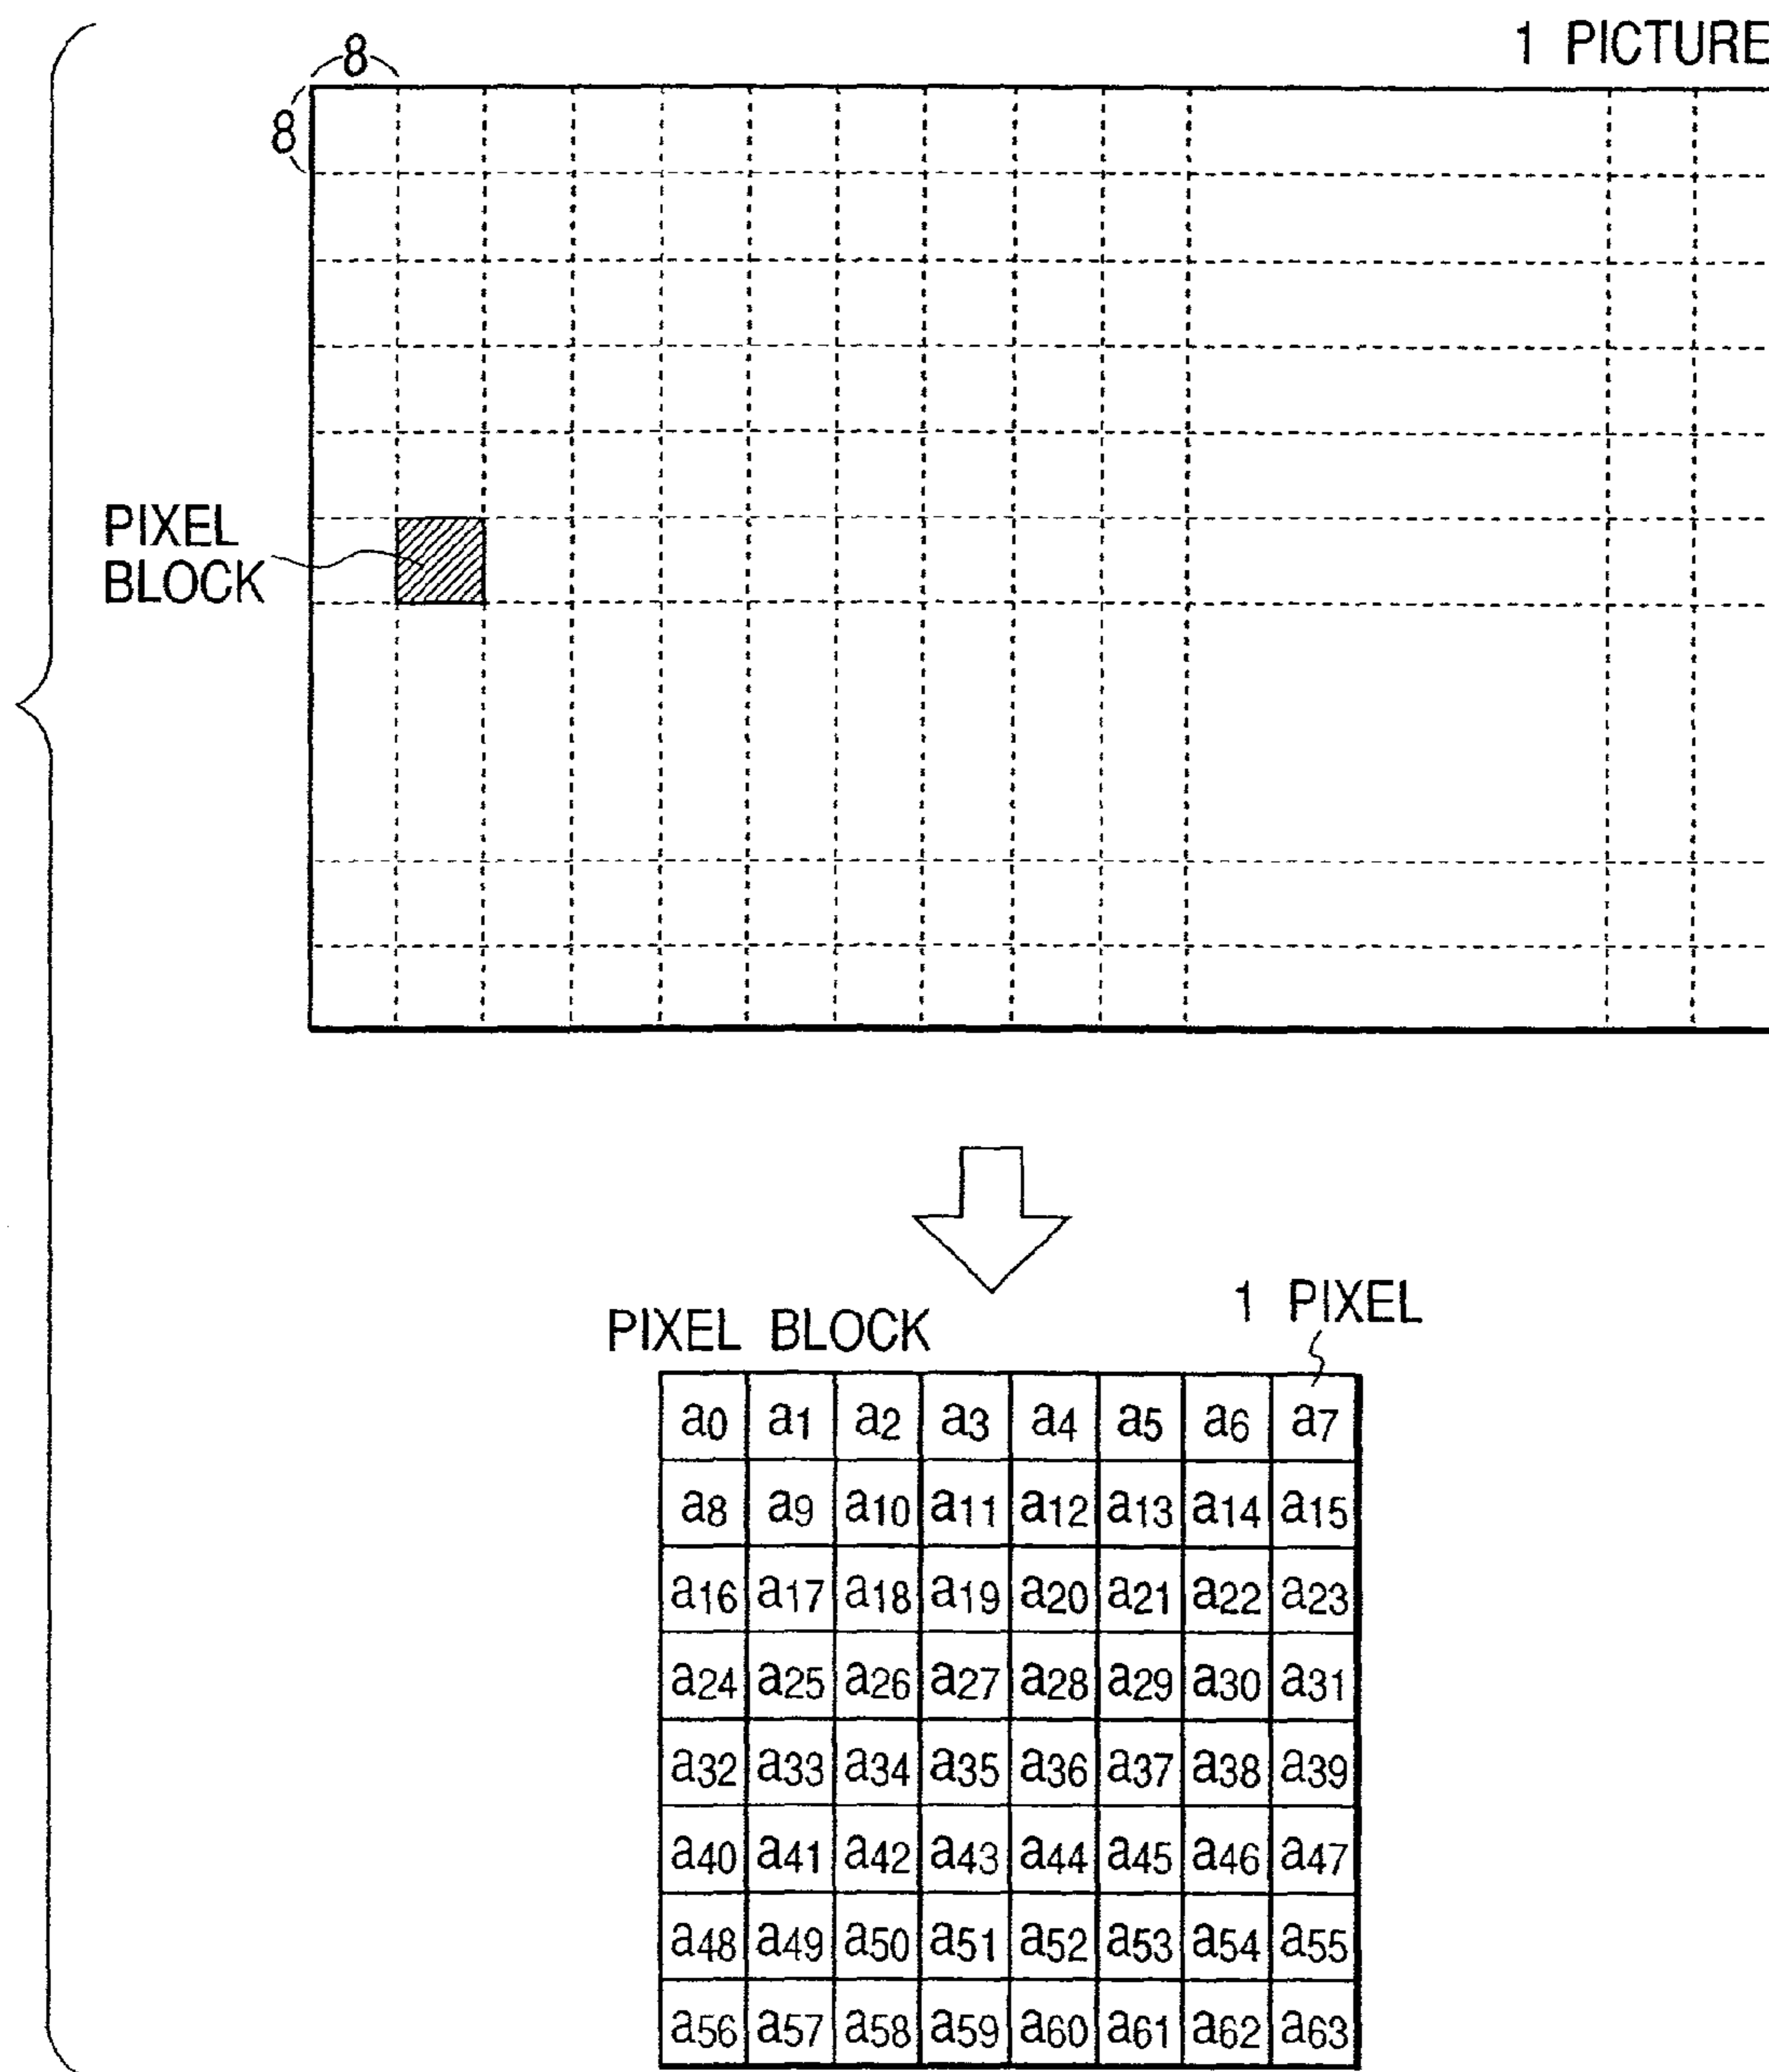 1 PICTURE
8
8
PIXEL
BLOCK
PIXEL BLOCK
1 PIXEL
a0 a1 a2 a3 a4 a5 a6 a7
a8 a9 a10 a11 a12 a13 a14 a15
a16 a17 a18 a19 a20 a21 a22 a23
a24 a25 a26 a27 a28 a29 a30 a31
a32 a33 a34 a35 a36 a37 a38 a39
a40 a41 a42 a43 a44 a45 a46 a47
a48 a49 a50 a51 a52 a53 a54 a55
a56 a57 a58 a59 a60 a61 a62 a63